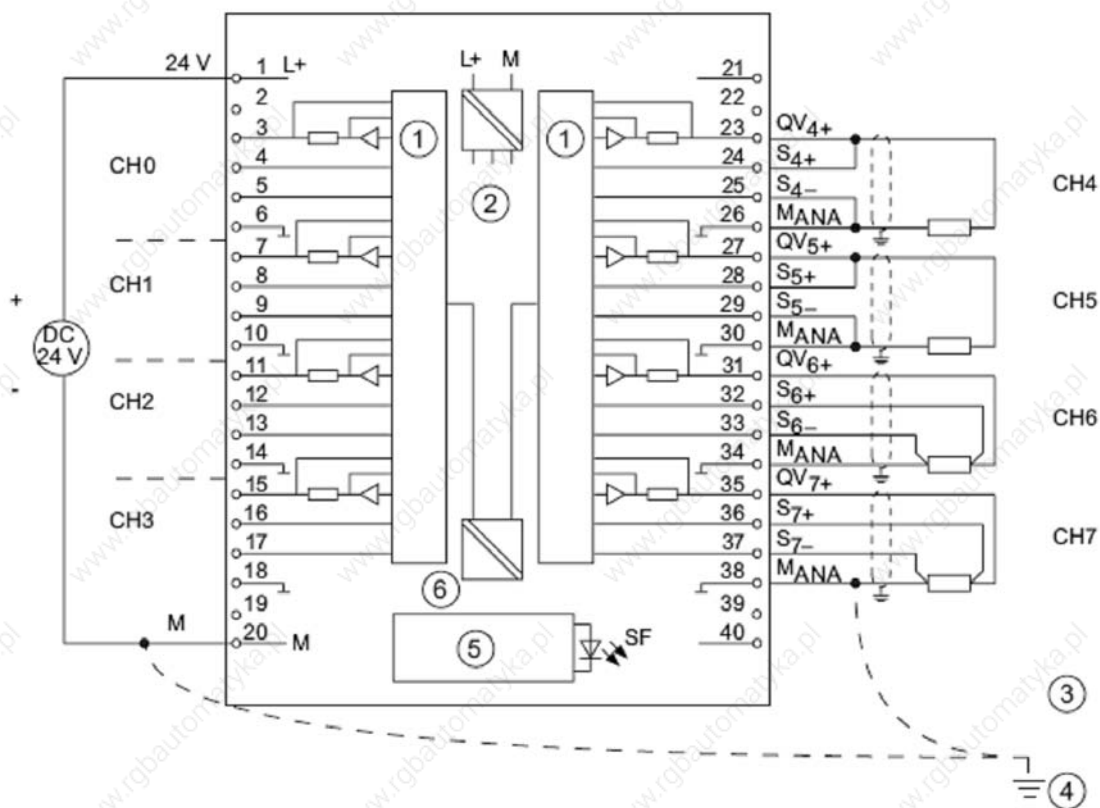 24 V
1 L+
2
3
4
5
6
7
8
9
10
11
12
13
14
15
16
17
18
19
20 M
M
CH0
CH1
CH2
CH3
+
DC
24 V
-
L+ M
1
1
2
6
5
SF
21
22
23
24
25
26
27
28
29
30
31
32
33
34
35
36
37
38
39
40
QV4+
S4+
S4-
MANA
QV5+
S5+
S5-
MANA
QV6+
S6+
S6-
MANA
QV7+
S7+
S7-
MANA
CH4
CH5
CH6
CH7
3
4
www.rgbautomatyka.pl